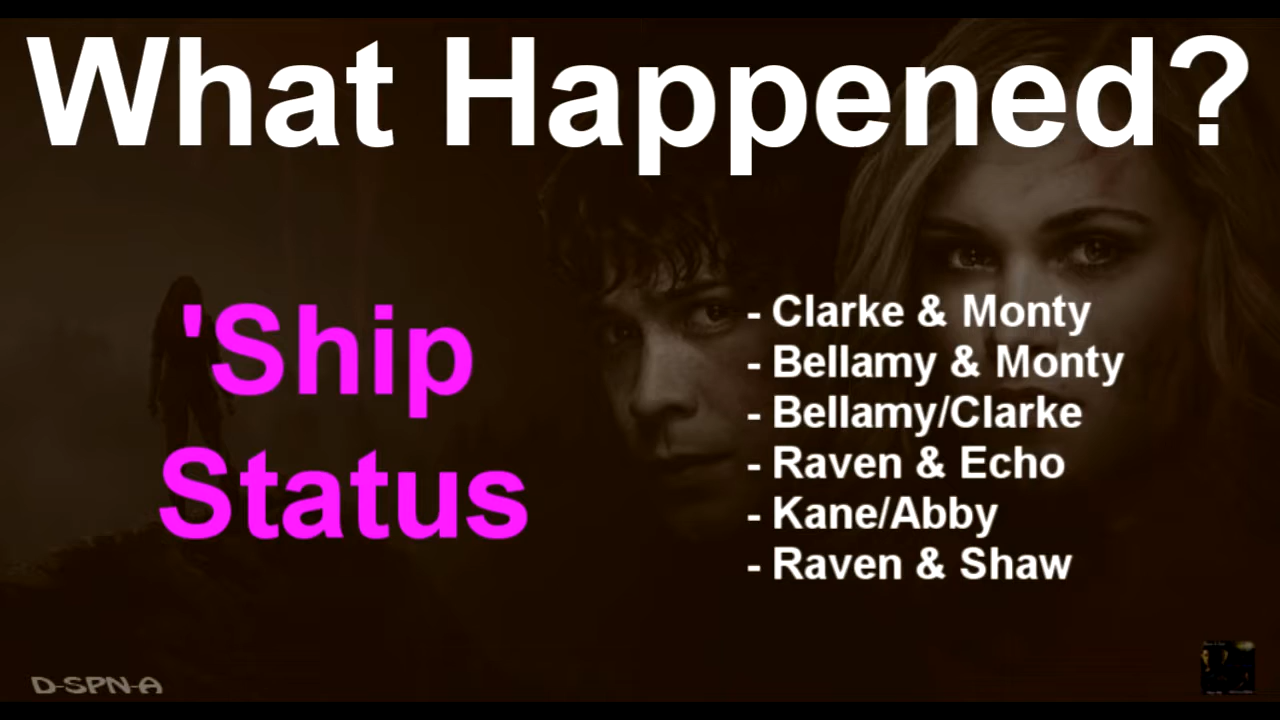 What Happened?
'Ship
Status
- Clarke & Monty
- Bellamy & Monty
- Bellamy/Clarke
- Raven & Echo
- Kane/Abby
- Raven & Shaw
D-SPN-A